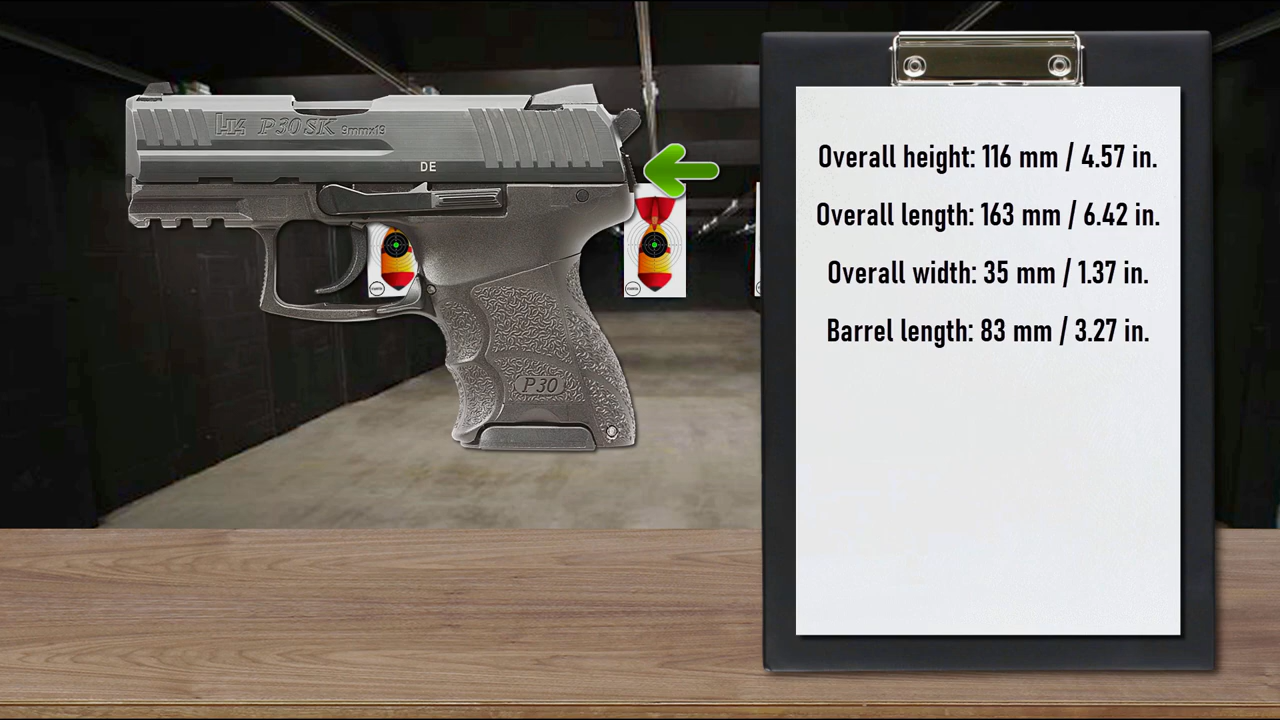 HK P30SK 9mmx19
DE
P30
Overall height: 116 mm / 4.57 in.
Overall length: 163 mm / 6.42 in.
Overall width: 35 mm / 1.37 in.
Barrel length: 83 mm / 3.27 in.